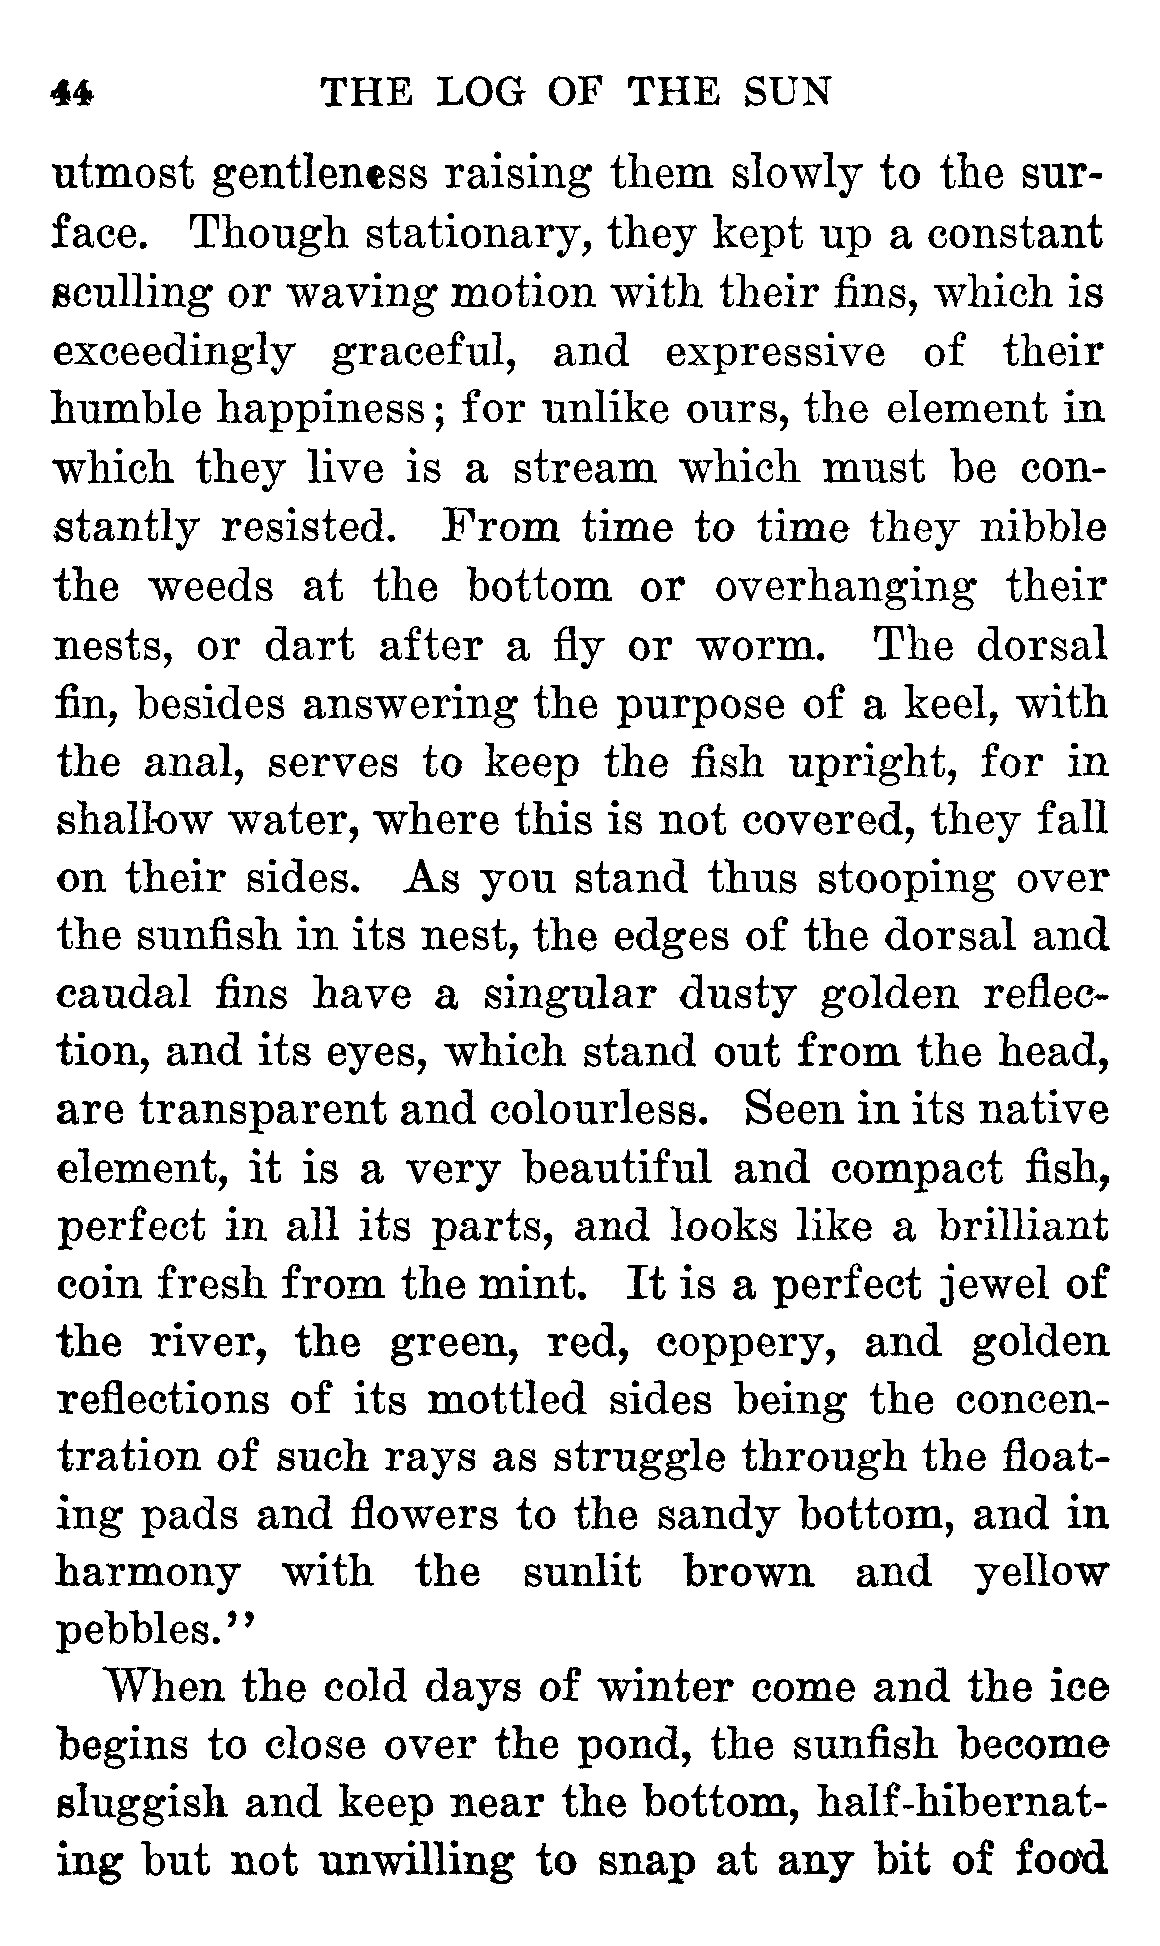 44 THE LOG OF THE SUN
utmost gentleness raising them slowly to the sur-
face. Though stationary, they kept up a constant
sculling or waving motion with their fins, which is
exceedingly graceful, and expressive of their
humble happiness; for unlike ours, the element in
which they live is a stream which must be con-
stantly resisted. From time to time they nibble
the weeds at the bottom or overhanging their
nests, or dart after a fly or worm. The dorsal
fin, besides answering the purpose of a keel, with
the anal, serves to keep the fish upright, for in
shallow water, where this is not covered, they fall
on their sides. As you stand thus stooping over
the sunfish in its nest, the edges of the dorsal and
caudal fins have a singular dusty golden reflec-
tion, and its eyes, which stand out from the head,
are transparent and colourless. Seen in its native
element, it is a very beautiful and compact fish,
perfect in all its parts, and looks like a brilliant
coin fresh from the mint. It is a perfect jewel of
the river, the green, red, coppery, and golden
reflections of its mottled sides being the concen-
tration of such rays as struggle through the float-
ing pads and flowers to the sandy bottom, and in
harmony with the sunlit brown and yellow
pebbles.''
When the cold days of winter come and the ice
begins to close over the pond, the sunfish become
sluggish and keep near the bottom, half-hibernat-
ing but not unwilling to snap at any bit of food